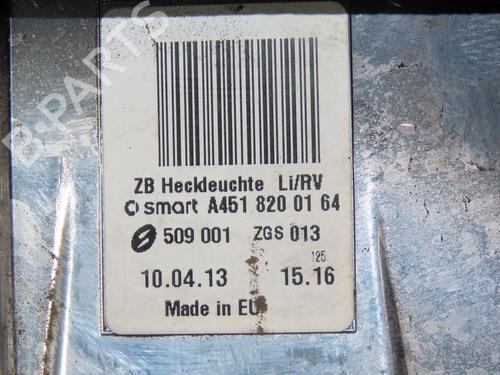 B-PARTS
ZB Heckleuchte Li/RV
smart A451 820 01 64
509 001 ZGS 013
125
10.04.13 15.16
Made in EU